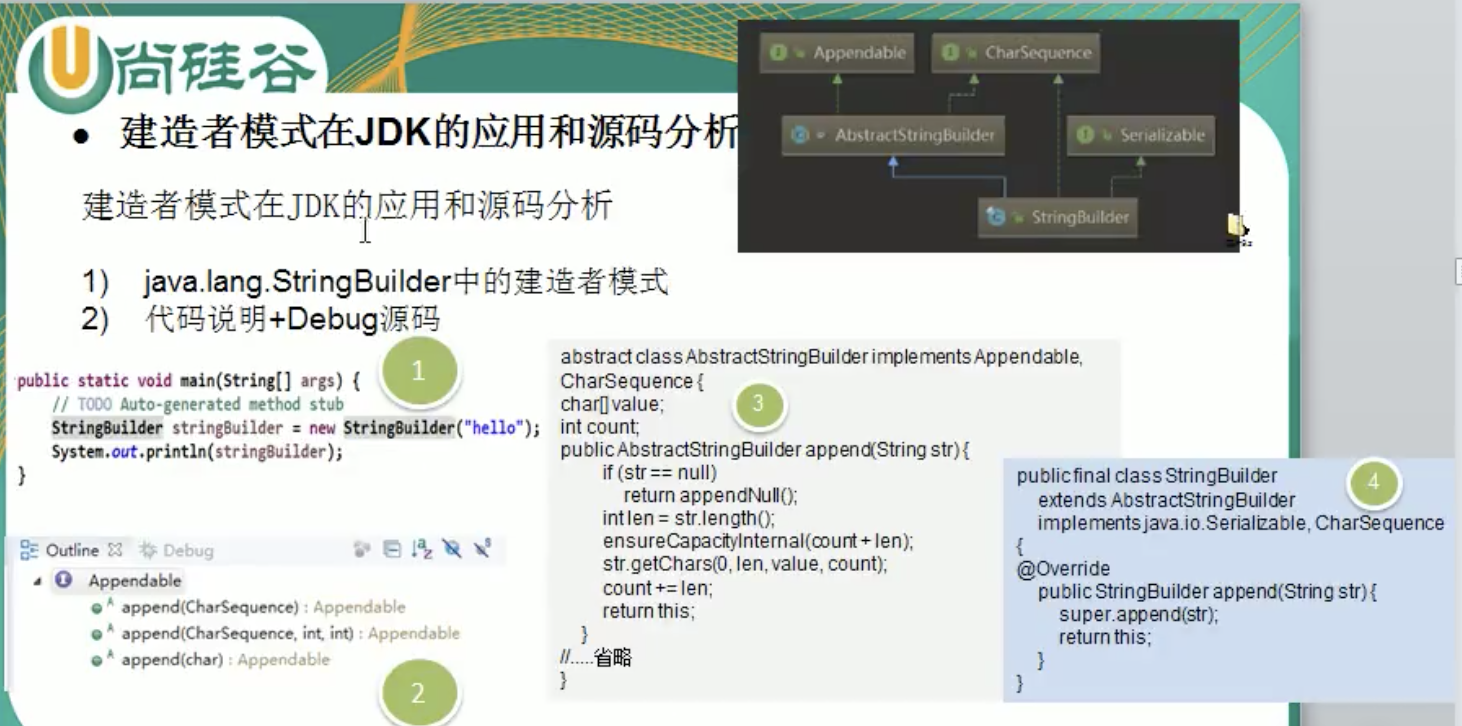 尚硅谷
Appendable
CharSequence
AbstractStringBuilder
Serializable
StringBuilder
● 建造者模式在JDK的应用和源码分析
建造者模式在JDK的应用和源码分析
1) java.lang.StringBuilder中的建造者模式
2) 代码说明+Debug源码
1
public static void main(String[] args) {
// TODO Auto-generated method stub
StringBuilder stringBuilder = new StringBuilder("hello");
System.out.println(stringBuilder);
}
Outline Debug
Appendable
append(CharSequence) : Appendable
append(CharSequence, int, int) : Appendable
append(char) : Appendable
2
abstract class AbstractStringBuilder implements Appendable,
CharSequence {
char[] value;
int count;
public AbstractStringBuilder append(String str) {
if (str == null)
return appendNull();
int len = str.length();
ensureCapacityInternal(count + len);
str.getChars(0, len, value, count);
count += len;
return this;
}
//.....省略
}
3
public final class StringBuilder
extends AbstractStringBuilder
implements java.io.Serializable, CharSequence
{
@Override
public StringBuilder append(String str) {
super.append(str);
return this;
}
}
4